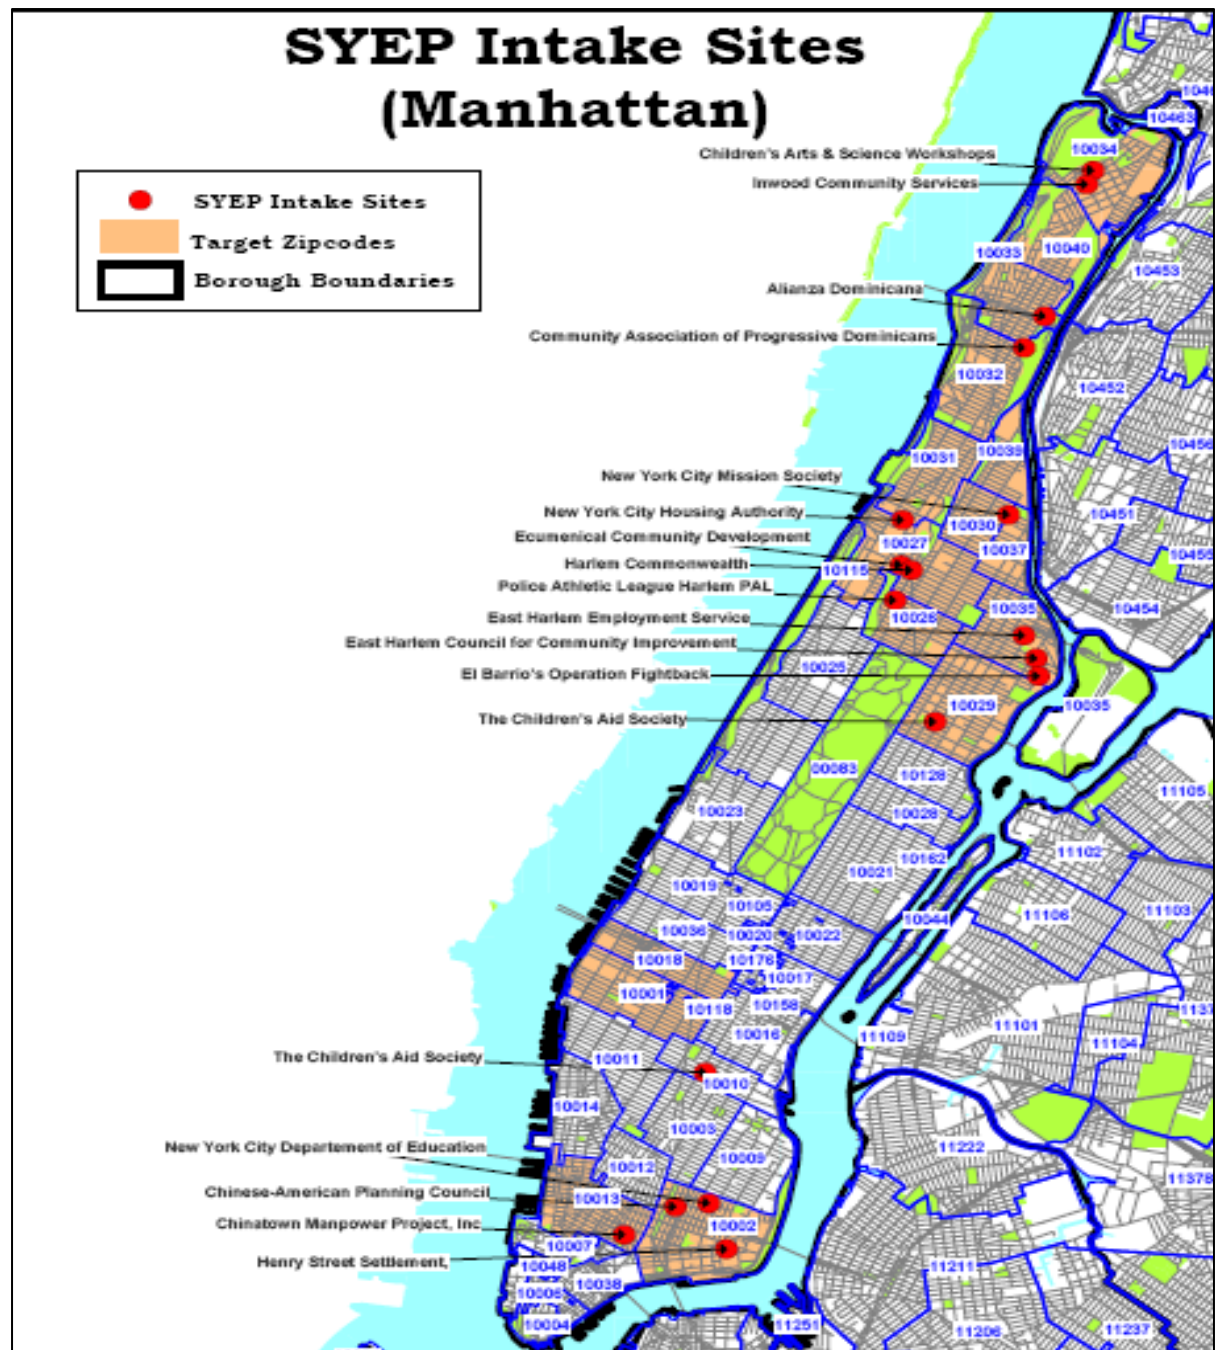 SYEP Intake Sites
(Manhattan)
SYEP Intake Sites
Target Zipcodes
Borough Boundaries
10463
10034
Children's Arts & Science Workshops
Inwood Community Services
10033
10040
10453
Alianza Dominicana
Community Association of Progressive Dominicans
10032
10452
10031
10039
10456
New York City Mission Society
New York City Housing Authority
10030
10451
Ecumenical Community Development
10027
10037
10455
Harlem Commonwealth
10115
Police Athletic League Harlem PAL
10026
10035
10454
East Harlem Employment Service
East Harlem Council for Community Improvement
10025
El Barrio's Operation Fightback
The Children's Aid Society
10029
10035
00083
10128
11105
10023
10028
11102
10162
10021
10019
10105
10044
11106
11103
10036
10020
10022
10018
10176
10017
10001
10118
10158
10016
11109
11101
11104
1137
The Children's Aid Society
10011
10010
10014
10003
11222
New York City Departement of Education
10012
10009
11378
Chinese-American Planning Council
10013
10002
Chinatown Manpower Project, Inc
10007
Henry Street Settlement,
10048
11211
10038
10006
10004
11251
11206
11237